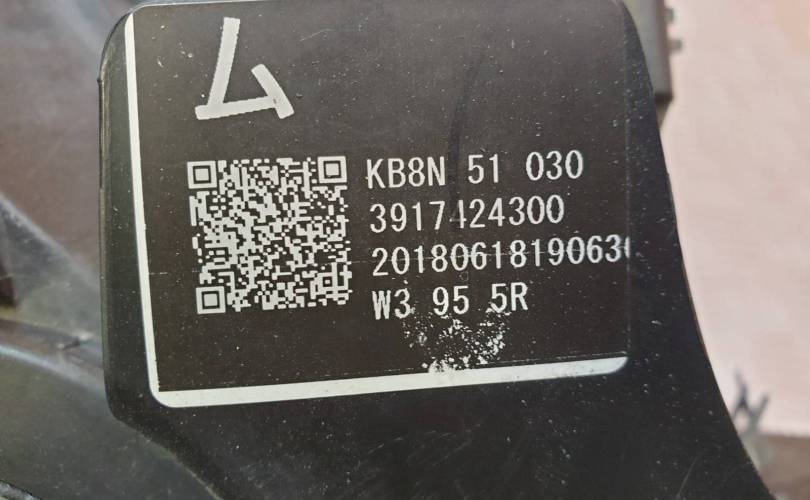 ム
KB8N 51 030
3917424300
2018061819063
W3 95 5R